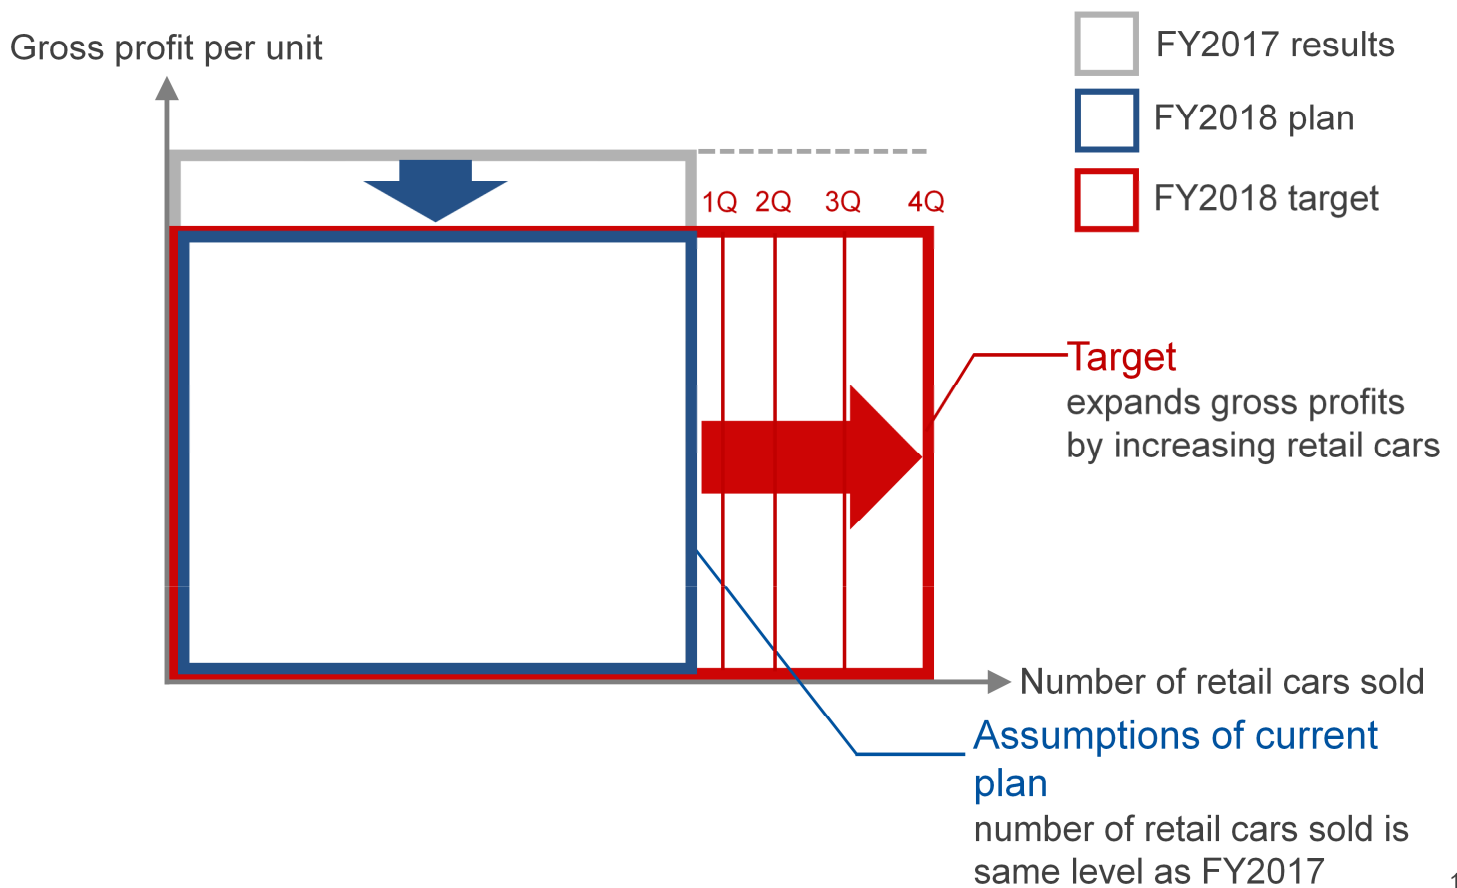 Gross profit per unit
FY2017 results
FY2018 plan
FY2018 target
1Q 2Q 3Q 4Q
Target
expands gross profits
by increasing retail cars
Number of retail cars sold
Assumptions of current
plan
number of retail cars sold is
same level as FY2017